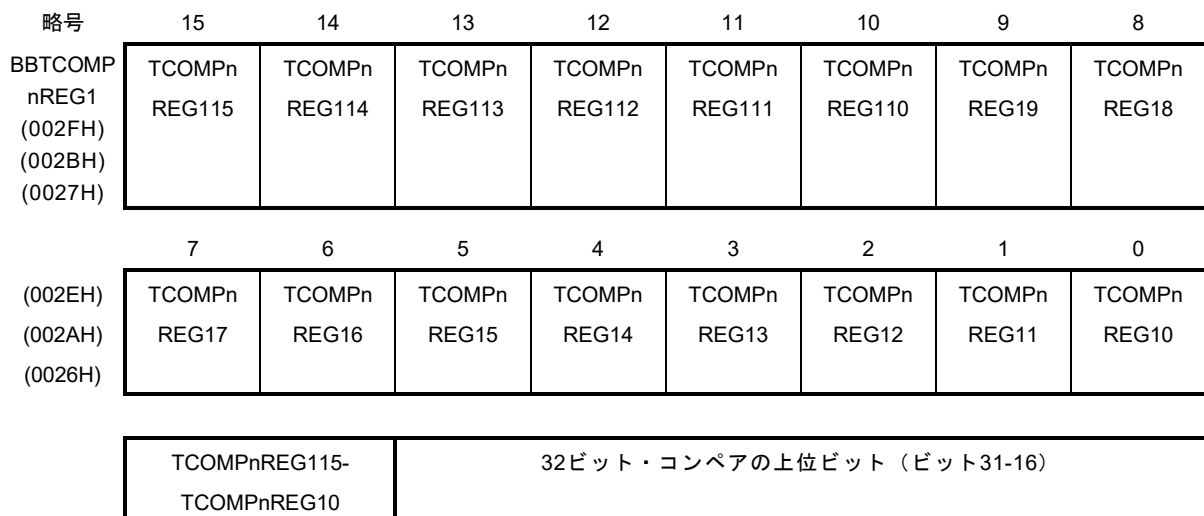 略号 15 14 13 12 11 10 9 8
BBTCOMP TCOMPn TCOMPn TCOMPn TCOMPn TCOMPn TCOMPn TCOMPn TCOMPn
nREG1 REG115 REG114 REG113 REG112 REG111 REG110 REG19 REG18
(002FH)
(002BH)
(0027H)
7 6 5 4 3 2 1 0
(002EH) TCOMPn TCOMPn TCOMPn TCOMPn TCOMPn TCOMPn TCOMPn TCOMPn
(002AH) REG17 REG16 REG15 REG14 REG13 REG12 REG11 REG10
(0026H)
TCOMPnREG115- 32ビット・コンペアの上位ビット（ビット31-16）
TCOMPnREG10